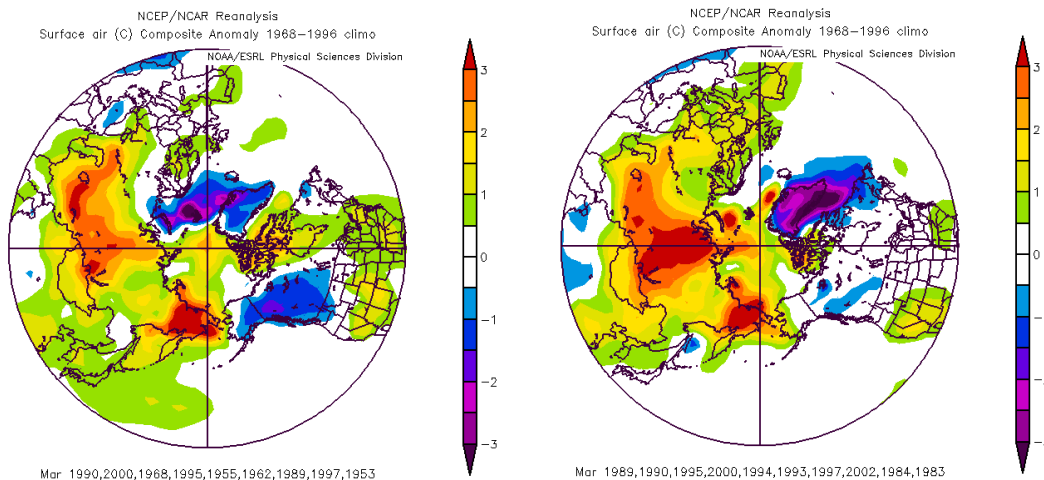 NCEP/NCAR Reanalysis
Surface air (C) Composite Anomaly 1968-1996 climo
NOAA/ESRL Physical Sciences Division
3
2
1
0
-1
-2
-3
Mar 1990,2000,1968,1995,1955,1962,1989,1997,1953
NCEP/NCAR Reanalysis
Surface air (C) Composite Anomaly 1968-1996 climo
NOAA/ESRL Physical Sciences Division
3
2
1
0
-1
-2
Mar 1989,1990,1995,2000,1994,1993,1997,2002,1984,1983